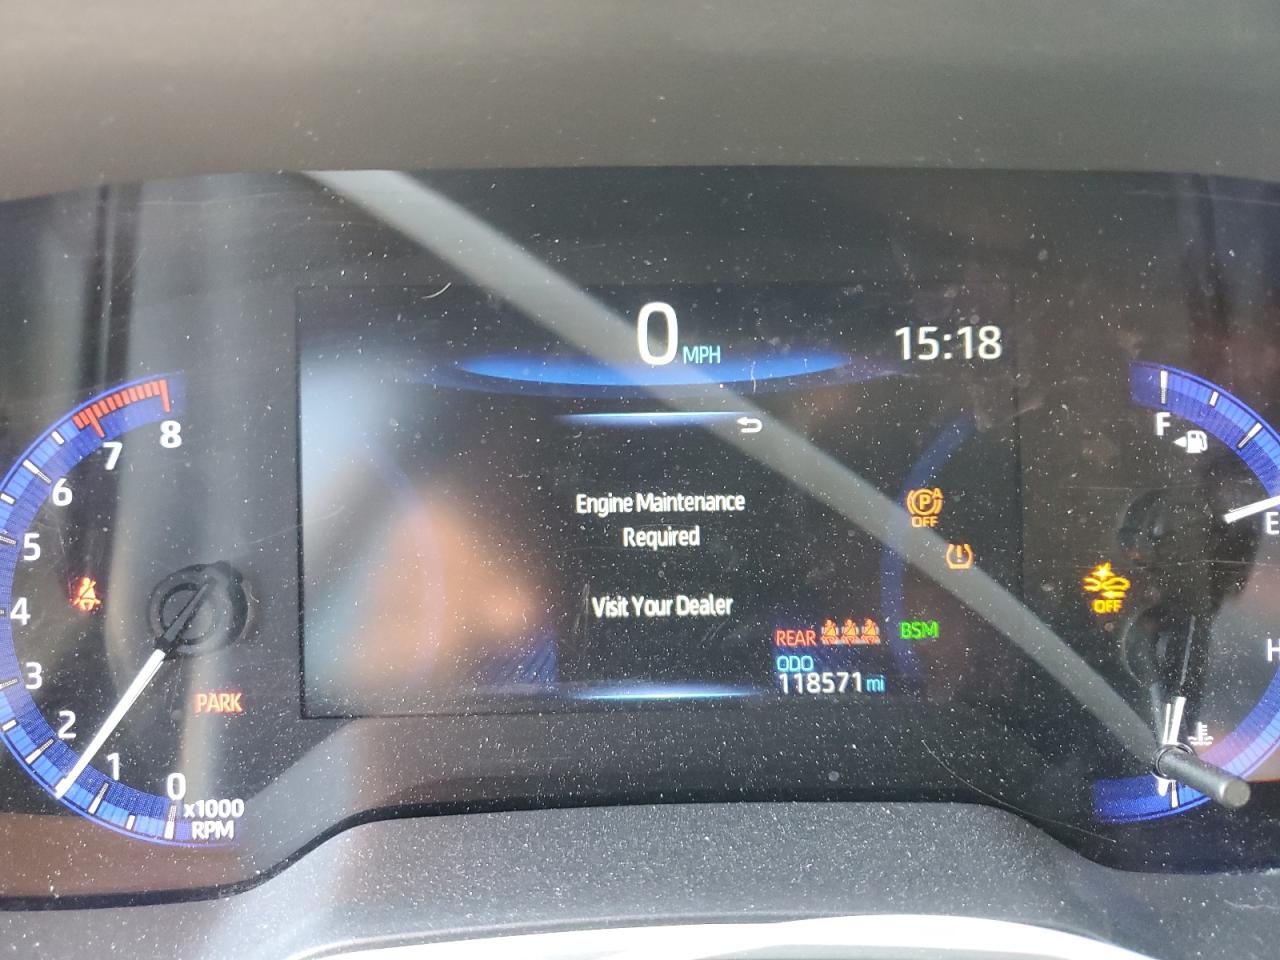 0 MPH
15:18
8
7
6
5
4
3
2
1
0
x1000
RPM
PARK
Engine Maintenance
Required
Visit Your Dealer
REAR
ODO
118571 mi
BSM
P A
OFF
!
OFF
F
E
H